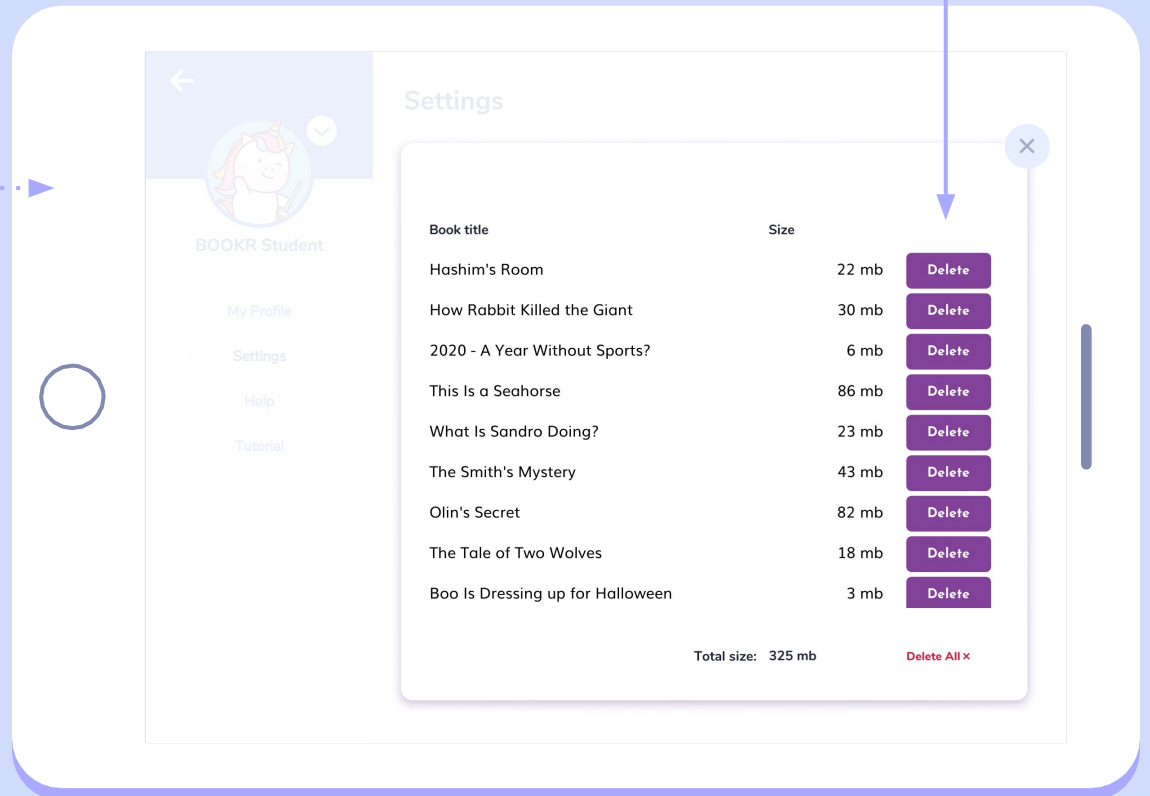 Settings
BOOKR Student
My Profile
Settings
Help
Tutorial
Book title Size
Hashim's Room 22 mb Delete
How Rabbit Killed the Giant 30 mb Delete
2020 - A Year Without Sports? 6 mb Delete
This Is a Seahorse 86 mb Delete
What Is Sandro Doing? 23 mb Delete
The Smith's Mystery 43 mb Delete
Olin's Secret 82 mb Delete
The Tale of Two Wolves 18 mb Delete
Boo Is Dressing up for Halloween 3 mb Delete
Total size: 325 mb Delete All ×